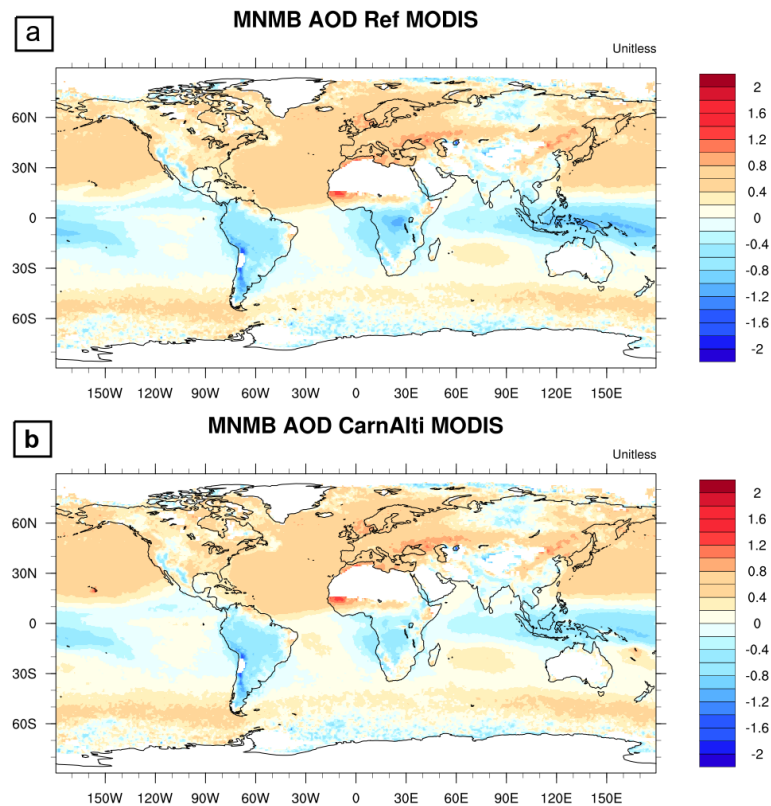 a
MNMB AOD Ref MODIS
Unitless
60N
30N
0
30S
60S
150W 120W 90W 60W 30W 0 30E 60E 90E 120E 150E
2
1.6
1.2
0.8
0.4
0
-0.4
-0.8
-1.2
-1.6
-2
b
MNMB AOD CarnAlti MODIS
Unitless
60N
30N
0
30S
60S
150W 120W 90W 60W 30W 0 30E 60E 90E 120E 150E
2
1.6
1.2
0.8
0.4
0
-0.4
-0.8
-1.2
-1.6
-2